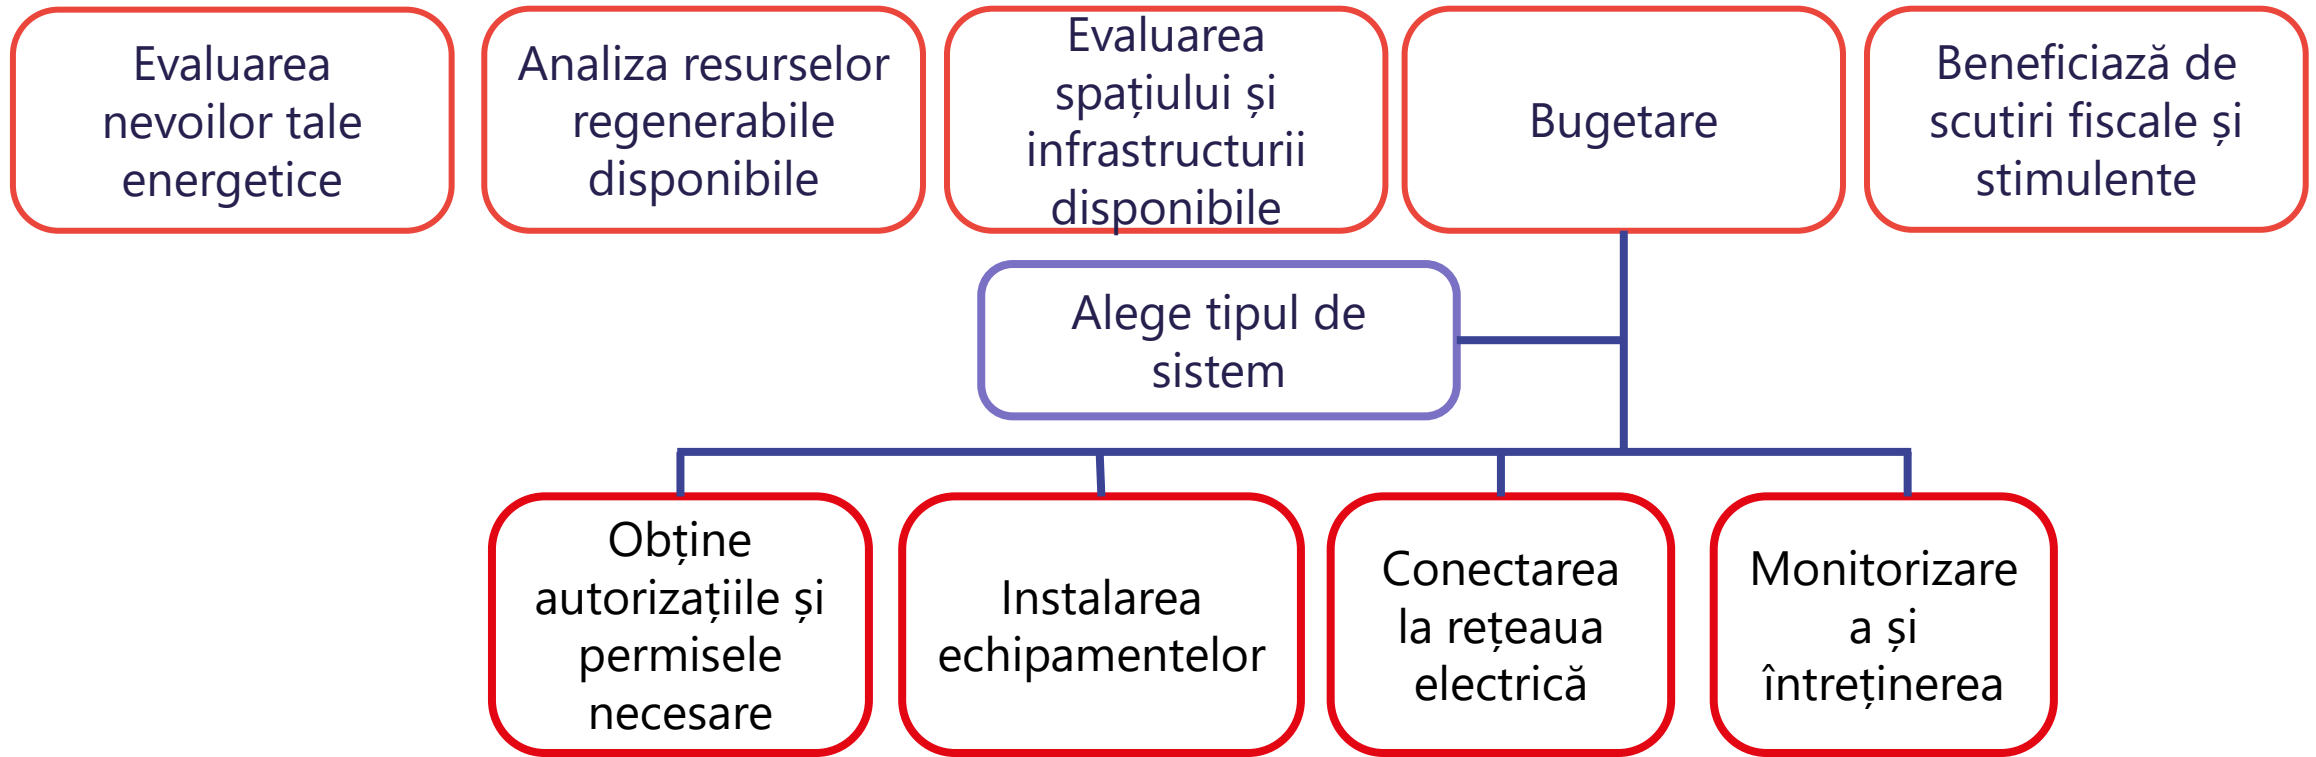 Evaluarea
nevoilor tale
energetice
Analiza resurselor
regenerabile
disponibile
Evaluarea
spațiului și
infrastructurii
disponibile
Bugetare
Beneficiază de
scutiri fiscale și
stimulente
Alege tipul de
sistem
Obține
autorizațiile și
permisele
necesare
Instalarea
echipamentelor
Conectarea
la rețeaua
electrică
Monitorizare
a și
întreținerea